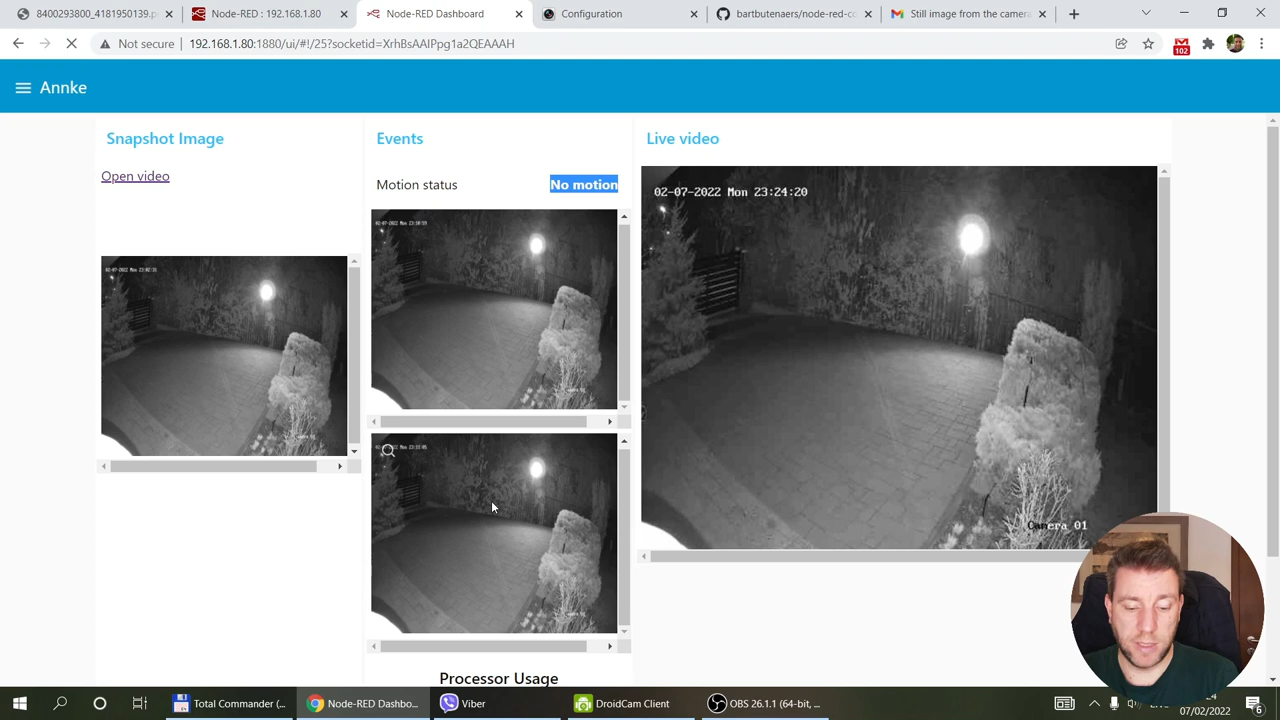 8400293800_4181950139.p
Node-RED : 192.168.1.80
Node-RED Dashboard
Configuration
bartbutenaers/node-red-co
Still image from the camera
Not secure
192.168.1.80:1880/ui/#!/25?socketid=XrhBsAAIPpg1a2QEAAAH
102
Annke
Snapshot Image
Events
Live video
Open video
Motion status
No motion
02-07-2022 Mon 23:24:20
Camera 01
Processor Usage
Total Commander (...
Node-RED Dashbo...
Viber
DroidCam Client
OBS 26.1.1 (64-bit, ...
07/02/2022
6